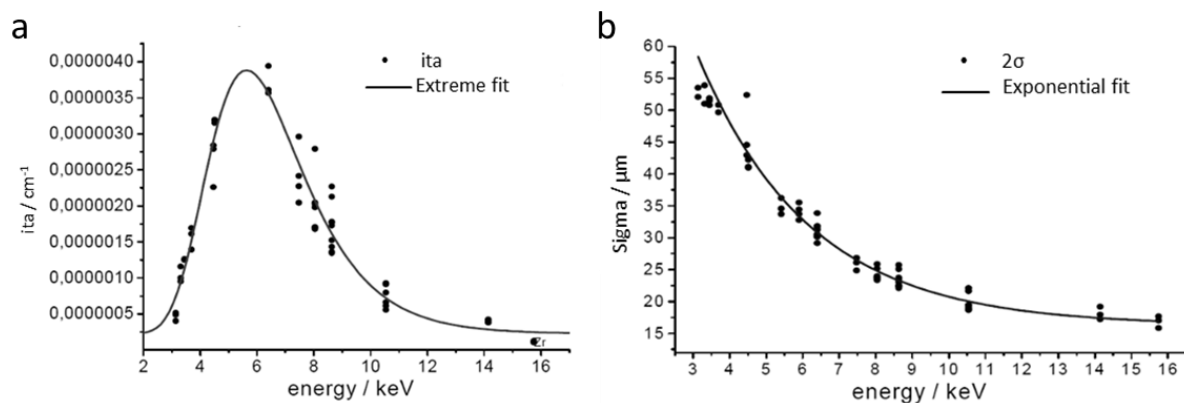 a
ita
Extreme fit
0,0000040
0,0000035
0,0000030
0,0000025
0,0000020
0,0000015
0,0000010
0,0000005
ita / cm⁻¹
2 4 6 8 10 12 14 16
energy / keV
Zr
b
2σ
Exponential fit
60
55
50
45
40
35
30
25
20
15
Sigma / µm
3 4 5 6 7 8 9 10 11 12 13 14 15 16
energy / keV